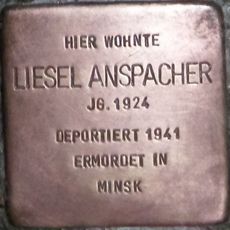 HIER WOHNTE
LIESEL ANSPACHER
JG. 1924
DEPORTIERT 1941
ERMORDET IN
MINSK